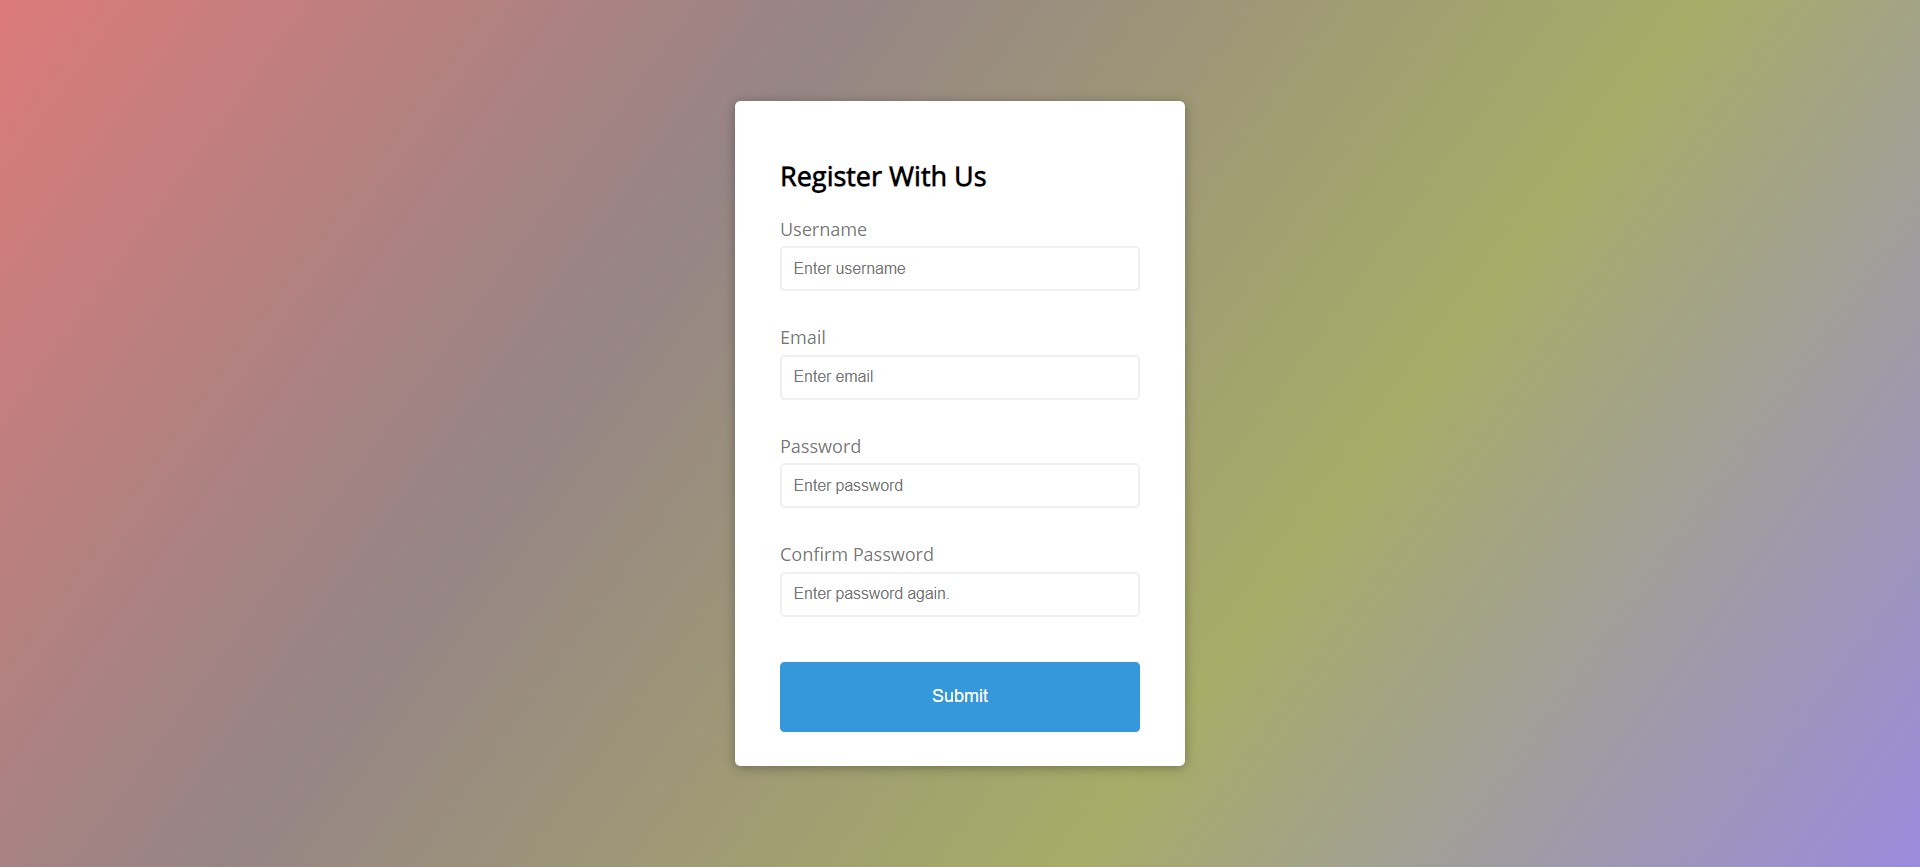 Register With Us
Username
Enter username
Email
Enter email
Password
Enter password
Confirm Password
Enter password again.
Submit